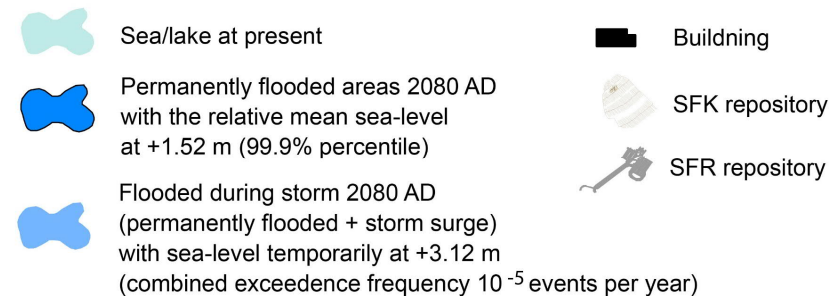 Sea/lake at present
Permanently flooded areas 2080 AD
with the relative mean sea-level
at +1.52 m (99.9% percentile)
Flooded during storm 2080 AD
(permanently flooded + storm surge)
with sea-level temporarily at +3.12 m
(combined exceedence frequency 10⁻⁵ events per year)
Buildning
SFK repository
SFR repository